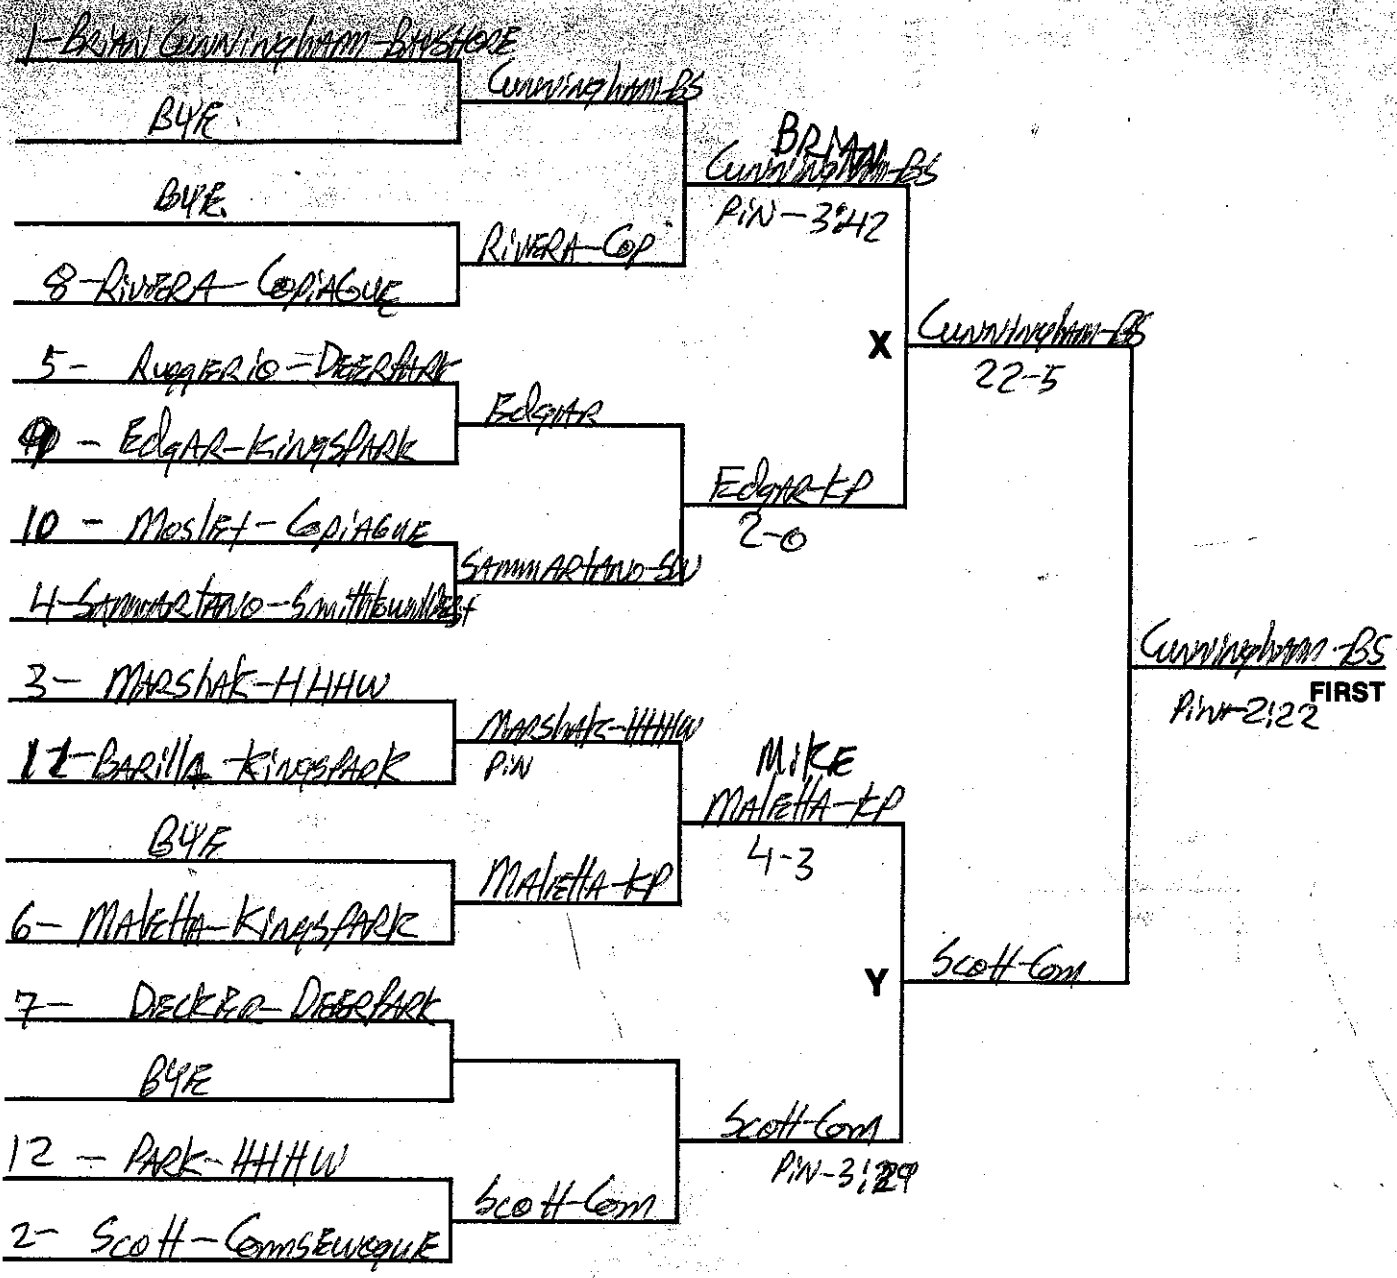 1-BRIAN CUNNINGHAM-BAYSHORE
BYE
BYE
8-RIVERA-COPIAGUE
5- RuggERio-DEERPARK
9 - EdgAR-KingsPARK
10 - MoslEy-COPiAGUE
4-SAMMARTANO-SmithtownWEst
3- MARShAK-HHHW
11-BARillA-KingsPARK
BYE
6- MAlEttA-KingsPARK
7- DECKER-DEERPARK
BYE
12 - PARK-HHHW
2- Scott-ComsEwogUE
Cunningham-BS
RiVERA-COP
EdgAR
SAMMARTANO-SW
MARShAK-HHHW
PiN
MAlEttA-KP
Scott-Com
BRIAN
Cunningham-BS
PiN-3:42
EdgAR-KP
2-0
MiKE
MAlEttA-KP
4-3
Scott-Com
PiN-3:29
X
Cunningham-BS
22-5
Y
Scott-Com
Cunningham-BS
FIRST
PiN-2:22